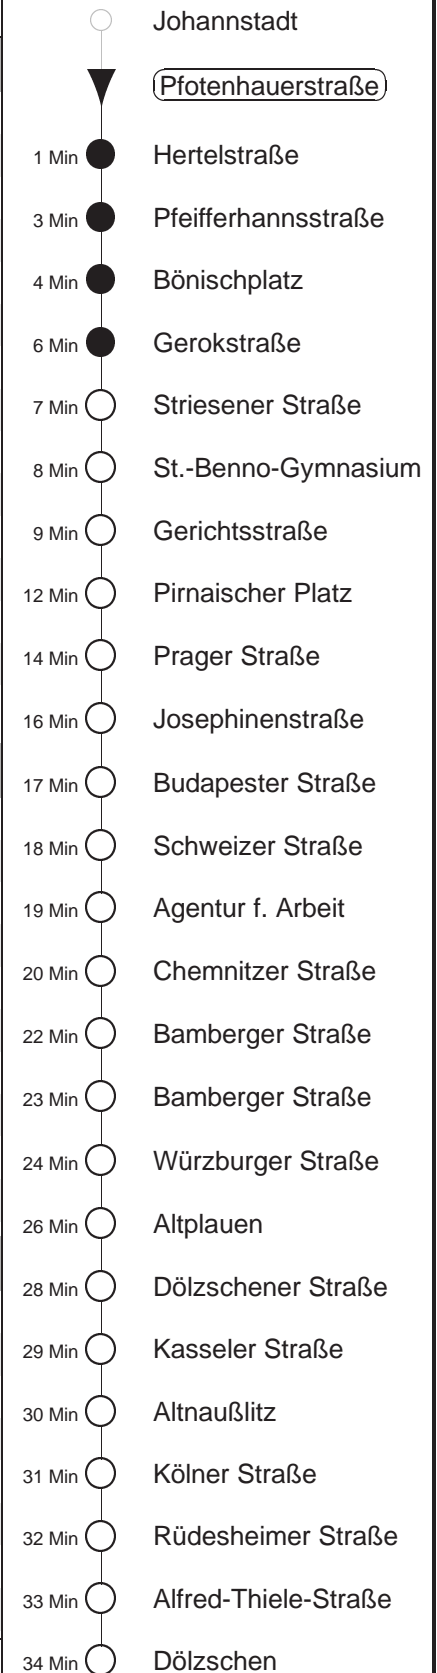 Johannstadt
Pfotenhauerstraße
1 Min Hertelstraße
3 Min Pfeifferhannsstraße
4 Min Bönischplatz
6 Min Gerokstraße
7 Min Striesener Straße
8 Min St.-Benno-Gymnasium
9 Min Gerichtsstraße
12 Min Pirnaischer Platz
14 Min Prager Straße
16 Min Josephinenstraße
17 Min Budapester Straße
18 Min Schweizer Straße
19 Min Agentur f. Arbeit
20 Min Chemnitzer Straße
22 Min Bamberger Straße
23 Min Bamberger Straße
24 Min Würzburger Straße
26 Min Altplauen
28 Min Dölzschener Straße
29 Min Kasseler Straße
30 Min Altnaußlitz
31 Min Kölner Straße
32 Min Rüdesheimer Straße
33 Min Alfred-Thiele-Straße
34 Min Dölzschen